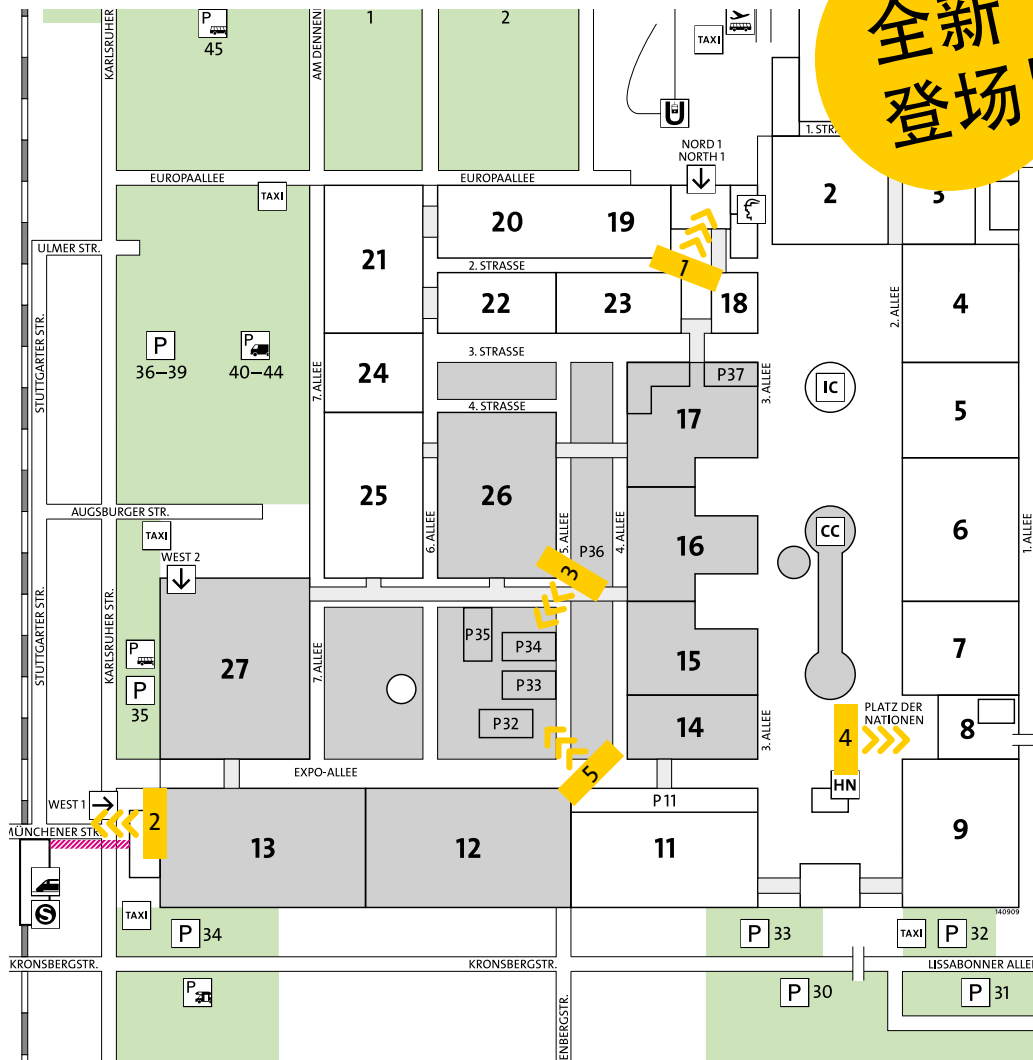 全新
登场!
P
45
KARLSRUHER
AM DENNEN
1
2
TAXI
U
1. STRA
NORD 1
NORTH 1
EUROPAALLEE
EUROPAALLEE
TAXI
20
19
2
3
1
ULMER STR.
21
2. STRASSE
22
23
18
4
2. ALLEE
STUTTGARTER STR.
P
36–39
P
40–44
7. ALLEE
24
3. STRASSE
4. STRASSE
P37
3. ALLEE
IC
17
5
25
26
6. ALLEE
5. ALLEE
4. ALLEE
P36
16
CC
6
1. ALLEE
AUGSBURGER STR.
TAXI
WEST 2
3
STUTTGARTER STR.
KARLSRUHER STR.
P
P
35
27
7. ALLEE
P35
P34
P33
P32
15
14
3. ALLEE
7
PLATZ DER
NATIONEN
8
4
HN
5
EXPO-ALLEE
WEST 1
MÜNCHENER STR.
2
13
12
P 11
11
9
140909
S
TAXI
P 34
P 33
TAXI
P 32
KRONSBERGSTR.
KRONSBERGSTR.
LISSABONNER ALLE
P
P 30
P 31
ENBERGSTR.